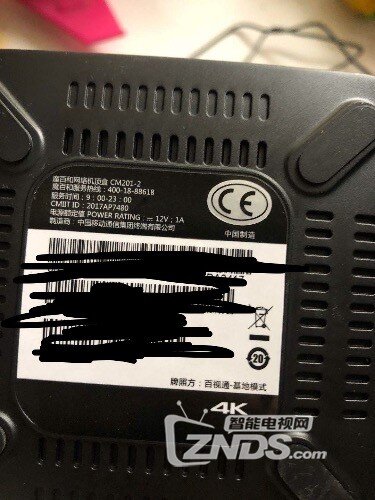 魔百和网络机顶盒 CM201-2
魔百和服务热线：400-18-88618
服务时间：9：00-23：00
CMIIT ID：2017AP7480
电源额定值 POWER RATING：⎓ 12V；1A
制造商：中国移动通信集团终端有限公司
CE
中国制造
20
牌照方：百视通-基地模式
4K
智能电视网
ZNDS.com